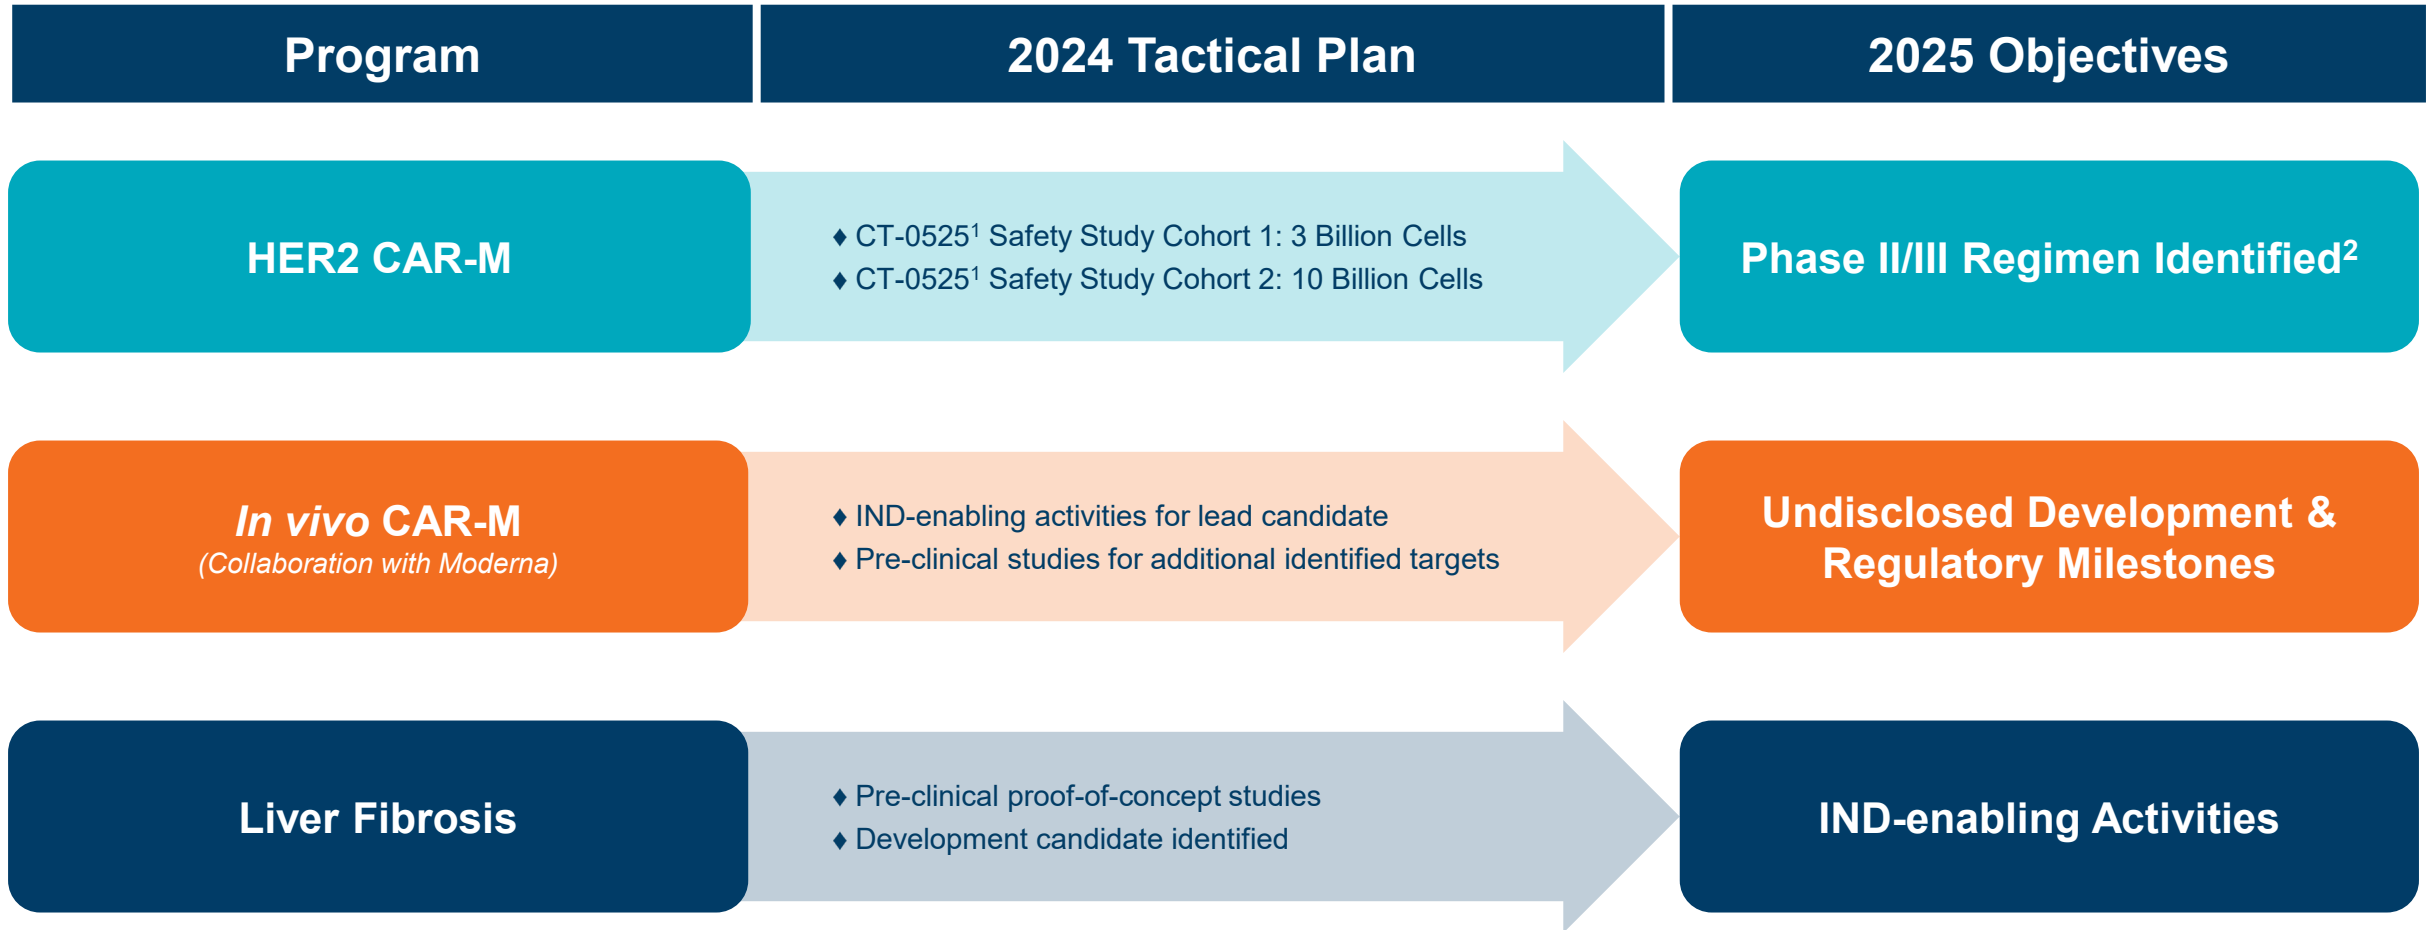 Program
2024 Tactical Plan
2025 Objectives
HER2 CAR-M
♦ CT-0525¹ Safety Study Cohort 1: 3 Billion Cells
♦ CT-0525¹ Safety Study Cohort 2: 10 Billion Cells
Phase II/III Regimen Identified²
In vivo CAR-M
(Collaboration with Moderna)
♦ IND-enabling activities for lead candidate
♦ Pre-clinical studies for additional identified targets
Undisclosed Development &
Regulatory Milestones
Liver Fibrosis
♦ Pre-clinical proof-of-concept studies
♦ Development candidate identified
IND-enabling Activities